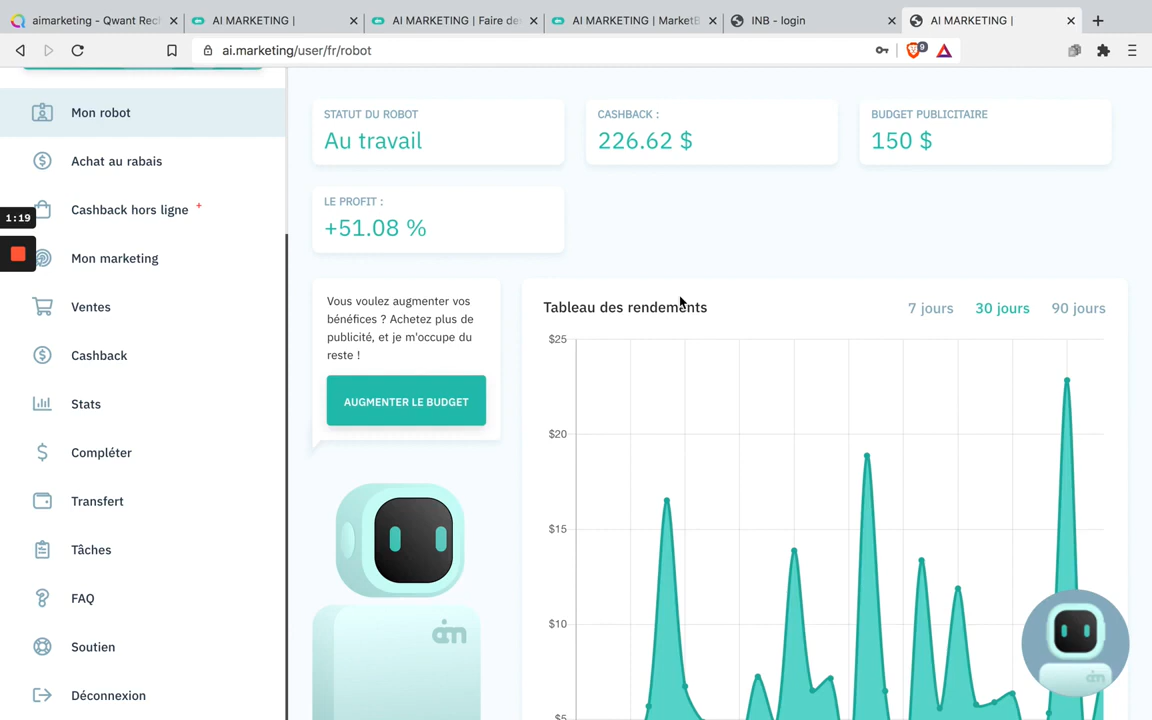 aimarketing - Qwant Rech
AI MARKETING |
AI MARKETING | Faire de
AI MARKETING | MarketB
INB - login
AI MARKETING |
ai.marketing/user/fr/robot
9
Mon robot
Achat au rabais
Cashback hors ligne +
1:19
Mon marketing
Ventes
Cashback
Stats
Compléter
Transfert
Tâches
FAQ
Soutien
Déconnexion
STATUT DU ROBOT
Au travail
CASHBACK :
226.62 $
BUDGET PUBLICITAIRE
150 $
LE PROFIT :
+51.08 %
Vous voulez augmenter vos
bénéfices ? Achetez plus de
publicité, et je m'occupe du
reste !
AUGMENTER LE BUDGET
aim
Tableau des rendements
7 jours
30 jours
90 jours
$25
$20
$15
$10
$5
aim